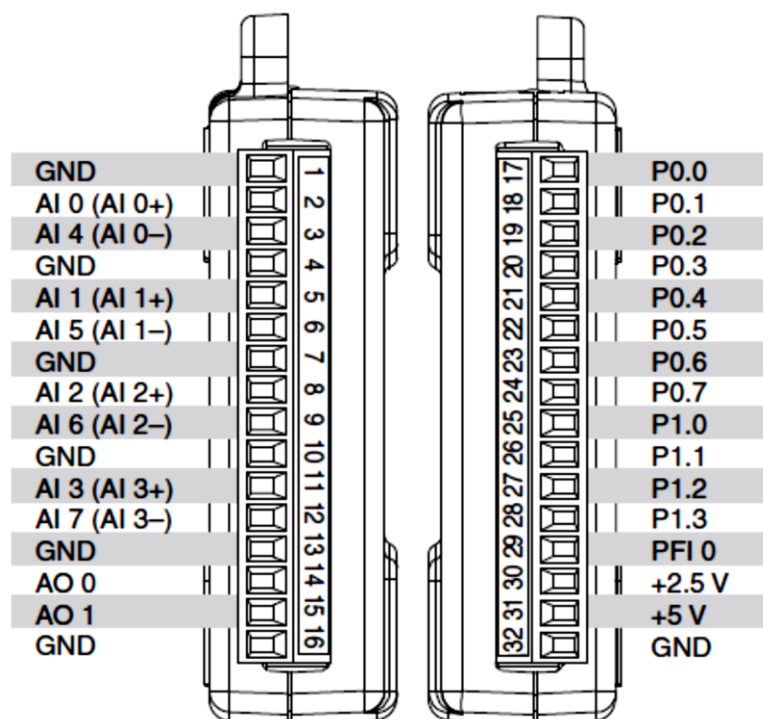 GND 1
AI 0 (AI 0+) 2
AI 4 (AI 0–) 3
GND 4
AI 1 (AI 1+) 5
AI 5 (AI 1–) 6
GND 7
AI 2 (AI 2+) 8
AI 6 (AI 2–) 9
GND 10
AI 3 (AI 3+) 11
AI 7 (AI 3–) 12
GND 13
AO 0 14
AO 1 15
GND 16
17 P0.0
18 P0.1
19 P0.2
20 P0.3
21 P0.4
22 P0.5
23 P0.6
24 P0.7
25 P1.0
26 P1.1
27 P1.2
28 P1.3
29 PFI 0
30 +2.5 V
31 +5 V
32 GND